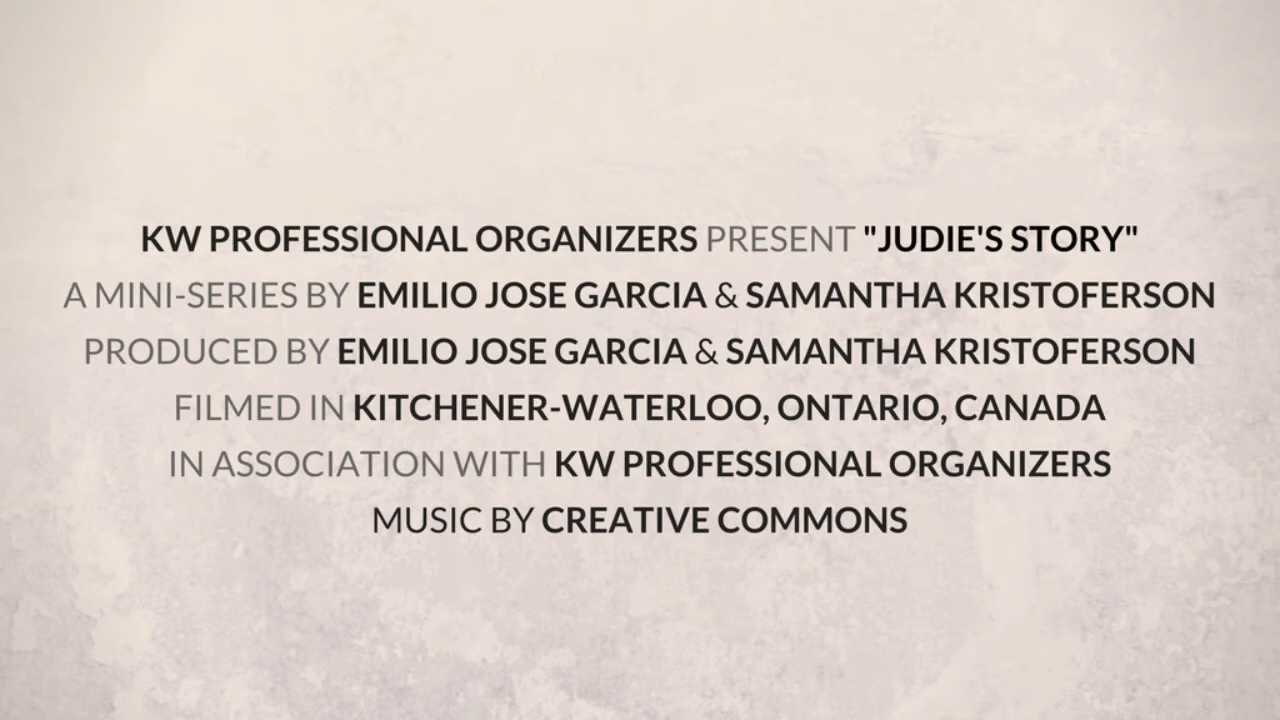 KW PROFESSIONAL ORGANIZERS PRESENT "JUDIE'S STORY"
A MINI-SERIES BY EMILIO JOSE GARCIA & SAMANTHA KRISTOFERSON
PRODUCED BY EMILIO JOSE GARCIA & SAMANTHA KRISTOFERSON
FILMED IN KITCHENER-WATERLOO, ONTARIO, CANADA
IN ASSOCIATION WITH KW PROFESSIONAL ORGANIZERS
MUSIC BY CREATIVE COMMONS